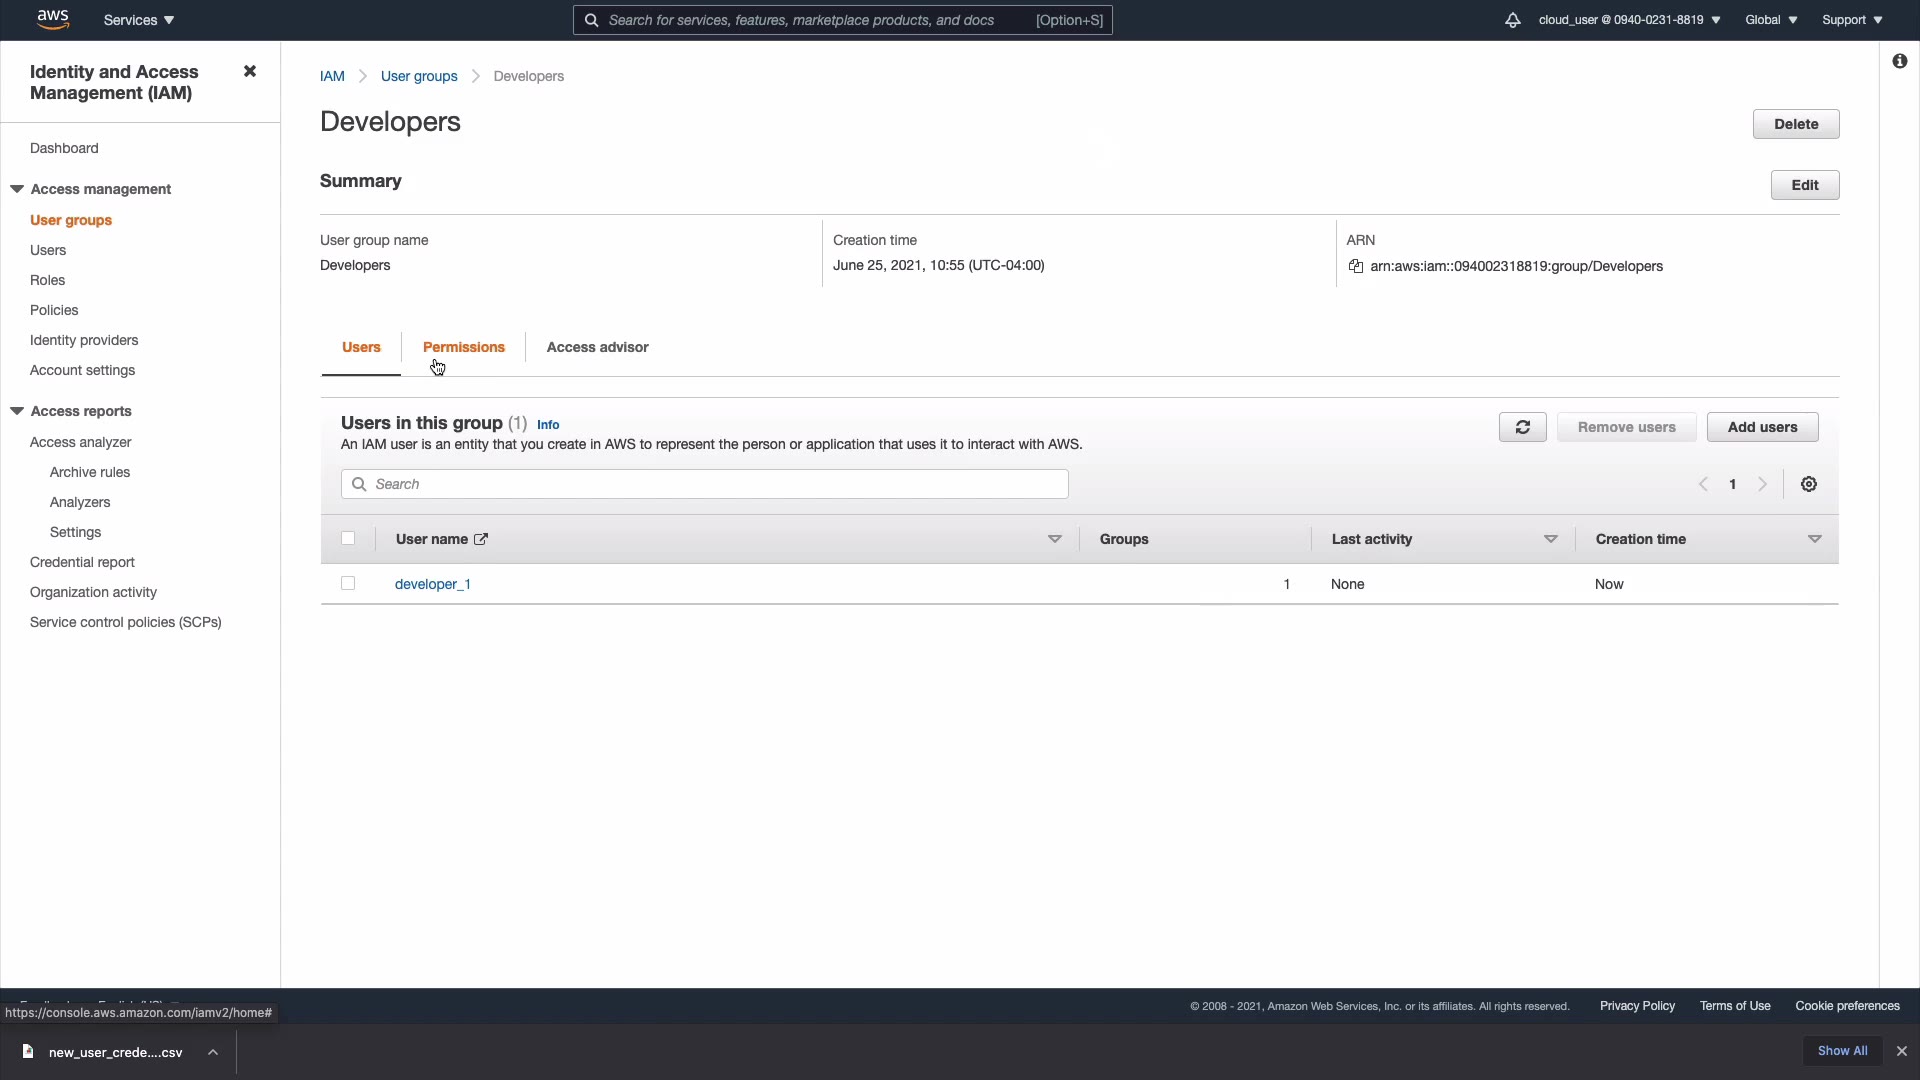 aws
Services
Search for services, features, marketplace products, and docs [Option+S]
cloud_user @ 0940-0231-8819
Global
Support
Identity and Access
Management (IAM)
Dashboard
Access management
User groups
Users
Roles
Policies
Identity providers
Account settings
Access reports
Access analyzer
Archive rules
Analyzers
Settings
Credential report
Organization activity
Service control policies (SCPs)
IAM
User groups
Developers
Developers
Delete
Summary
Edit
User group name
Developers
Creation time
June 25, 2021, 10:55 (UTC-04:00)
ARN
arn:aws:iam::094002318819:group/Developers
Users
Permissions
Access advisor
Users in this group (1) Info
An IAM user is an entity that you create in AWS to represent the person or application that uses it to interact with AWS.
Remove users
Add users
Search
1
User name
Groups
Last activity
Creation time
developer_1
1
None
Now
https://console.aws.amazon.com/iamv2/home#
© 2008 - 2021, Amazon Web Services, Inc. or its affiliates. All rights reserved.
Privacy Policy
Terms of Use
Cookie preferences
new_user_crede....csv
Show All